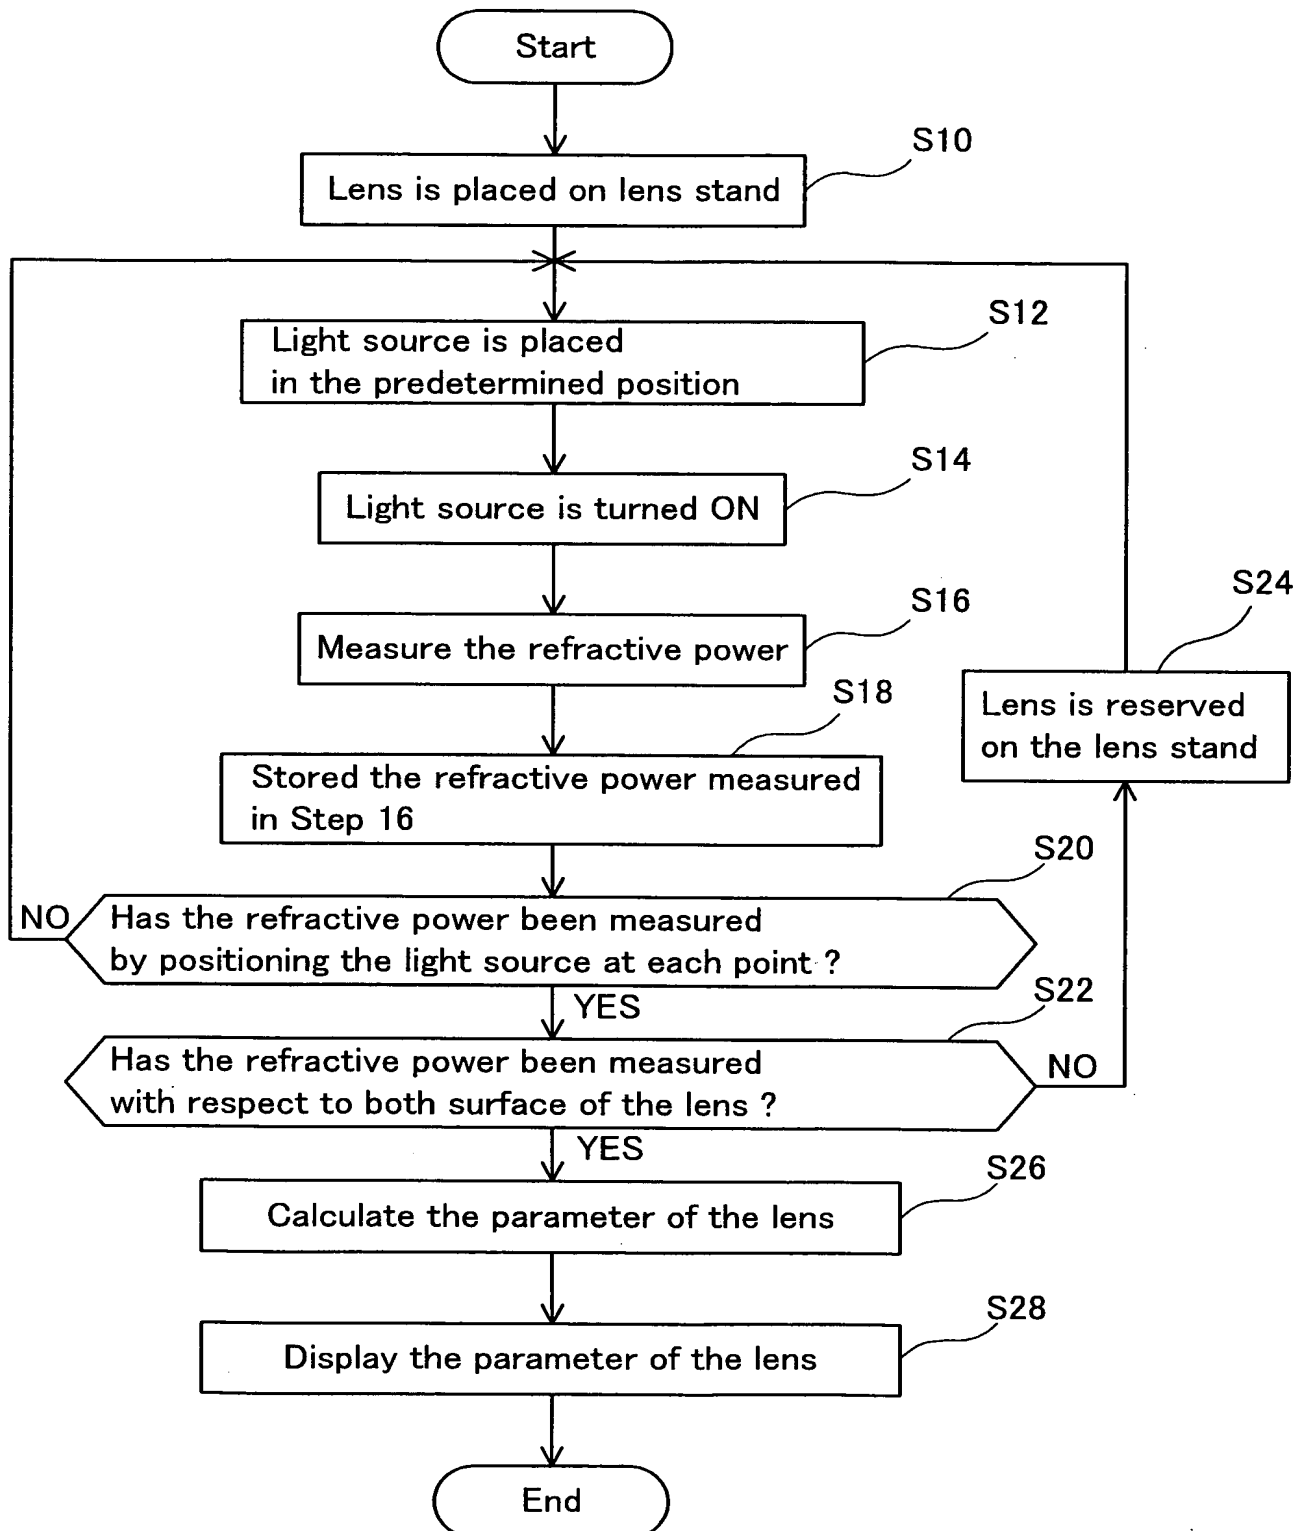 Start
S10
Lens is placed on lens stand
S12
Light source is placed
in the predetermined position
S14
Light source is turned ON
S16
Measure the refractive power
S24
Lens is reserved
on the lens stand
S18
Stored the refractive power measured
in Step 16
S20
NO
Has the refractive power been measured
by positioning the light source at each point ?
YES
S22
Has the refractive power been measured
with respect to both surface of the lens ?
NO
YES
S26
Calculate the parameter of the lens
S28
Display the parameter of the lens
End